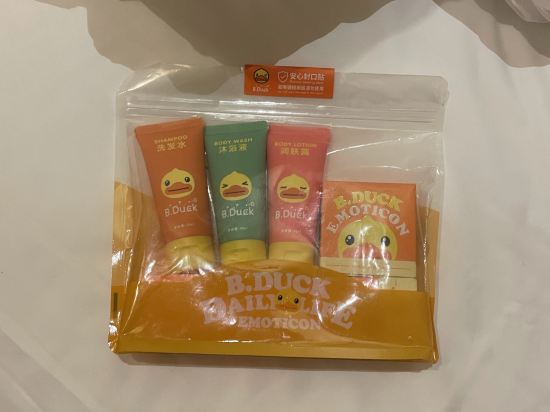 B.Duck
安心封口贴
SHAMPOO
洗发水
B.Duck
BODY WASH
沐浴液
B.Duck
BODY LOTION
润肤露
B.Duck
B.DUCK
EMOTICON
B.DUCK
DAILY LIFE
EMOTICON